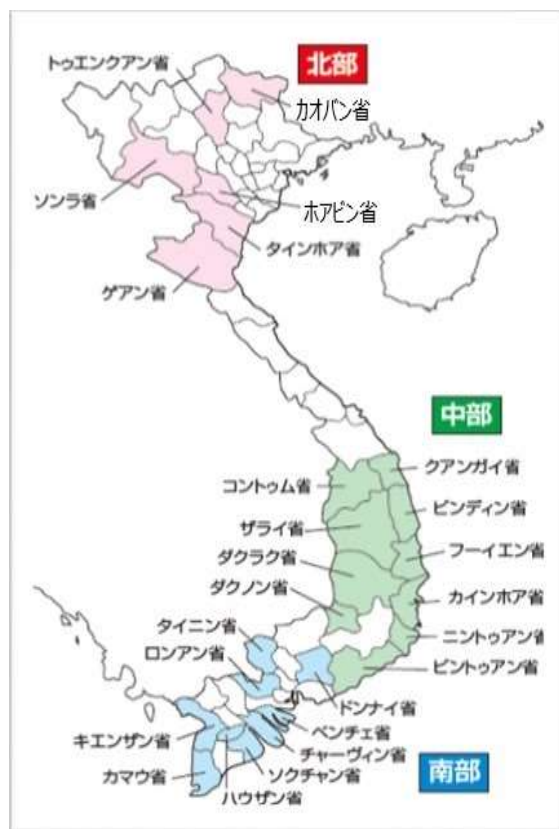 北部
トゥエンクアン省
カオバン省
ソンラ省
ホアビン省
タインホア省
ゲアン省
中部
クアンガイ省
コントゥム省
ビンディン省
ザライ省
フーイエン省
ダクラク省
ダクノン省
カインホア省
タイニン省
ニントゥアン省
ロンアン省
ビントゥアン省
ドンナイ省
キエンザン省
ベンチェ省
チャーヴィン省
カマウ省
ソクチャン省
ハウザン省
南部